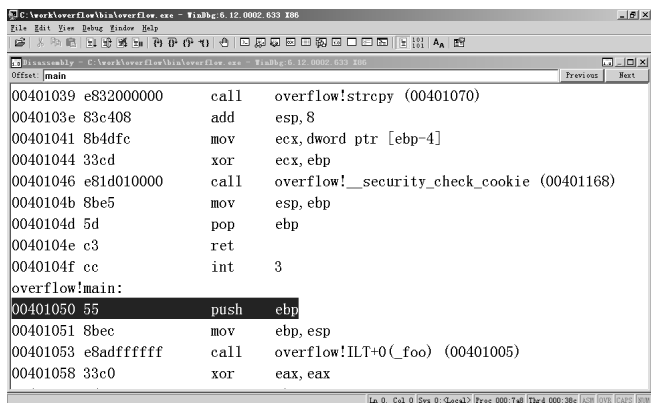 C:\work\overflow\bin\overflow.exe - WinDbg:6.12.0002.633 X86
File Edit View Debug Window Help
Disassembly - C:\work\overflow\bin\overflow.exe - WinDbg:6.12.0002.633 X86
Offset: main Previous Next
00401039 e832000000 call overflow!strcpy (00401070)
0040103e 83c408 add esp,8
00401041 8b4dfc mov ecx,dword ptr [ebp-4]
00401044 33cd xor ecx,ebp
00401046 e81d010000 call overflow!__security_check_cookie (00401168)
0040104b 8be5 mov esp,ebp
0040104d 5d pop ebp
0040104e c3 ret
0040104f cc int 3
overflow!main:
00401050 55 push ebp
00401051 8bec mov ebp,esp
00401053 e8adffffff call overflow!ILT+0(_foo) (00401005)
00401058 33c0 xor eax,eax
Ln 0, Col 0 Sys 0:<Local> Proc 000:7a8 Thrd 000:38c ASM OVR CAPS NUM